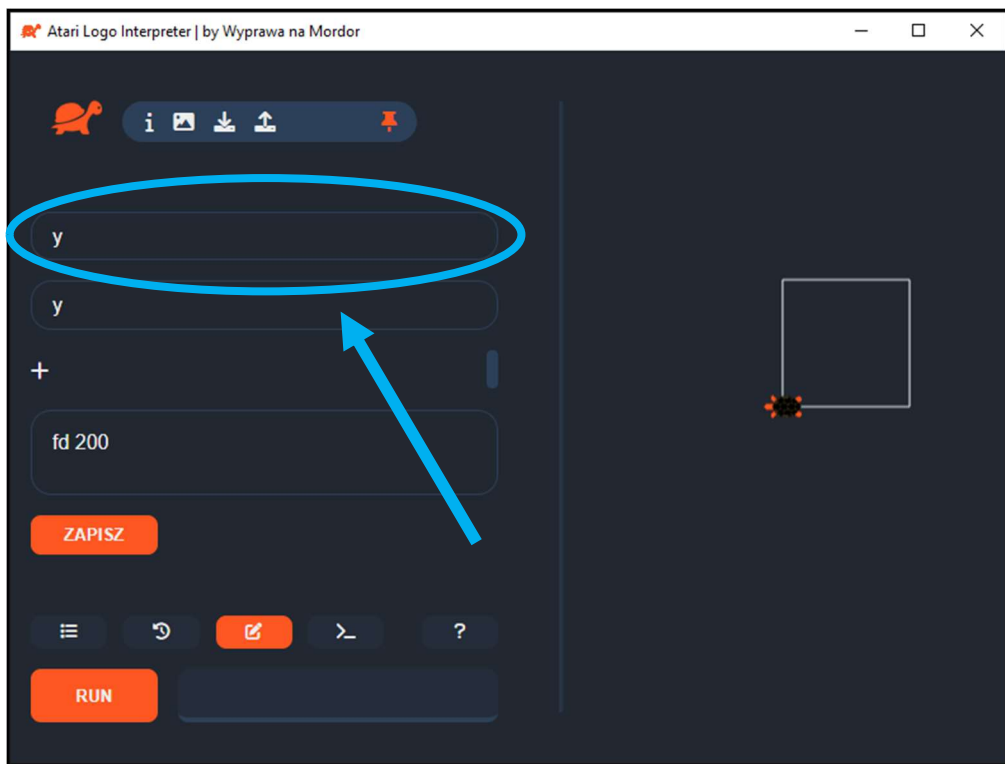 Atari Logo Interpreter | by Wyprawa na Mordor
y
y
+
fd 200
ZAPISZ
?
RUN